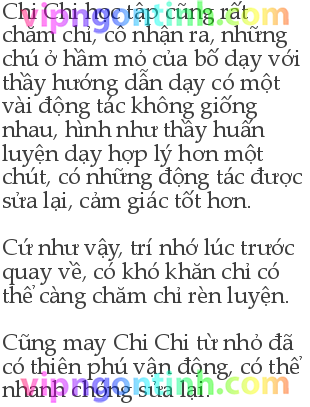 Chi Chi học tập cũng rất
chăm chỉ, cô nhận ra, những
chú ở hầm mỏ của bố dạy với
thầy hướng dẫn dạy có một
vài động tác không giống
nhau, hình như thầy huấn
luyện dạy hợp lý hơn một
chút, có những động tác được
sửa lại, cảm giác tốt hơn.
Cứ như vậy, trí nhớ lúc trước
quay về, có khó khăn chỉ có
thể càng chăm chỉ rèn luyện.
Cũng may Chi Chi từ nhỏ đã
có thiên phú vận động, có thể
nhanh chóng sửa lại.
vipngontinh.com
vipngontinh.com